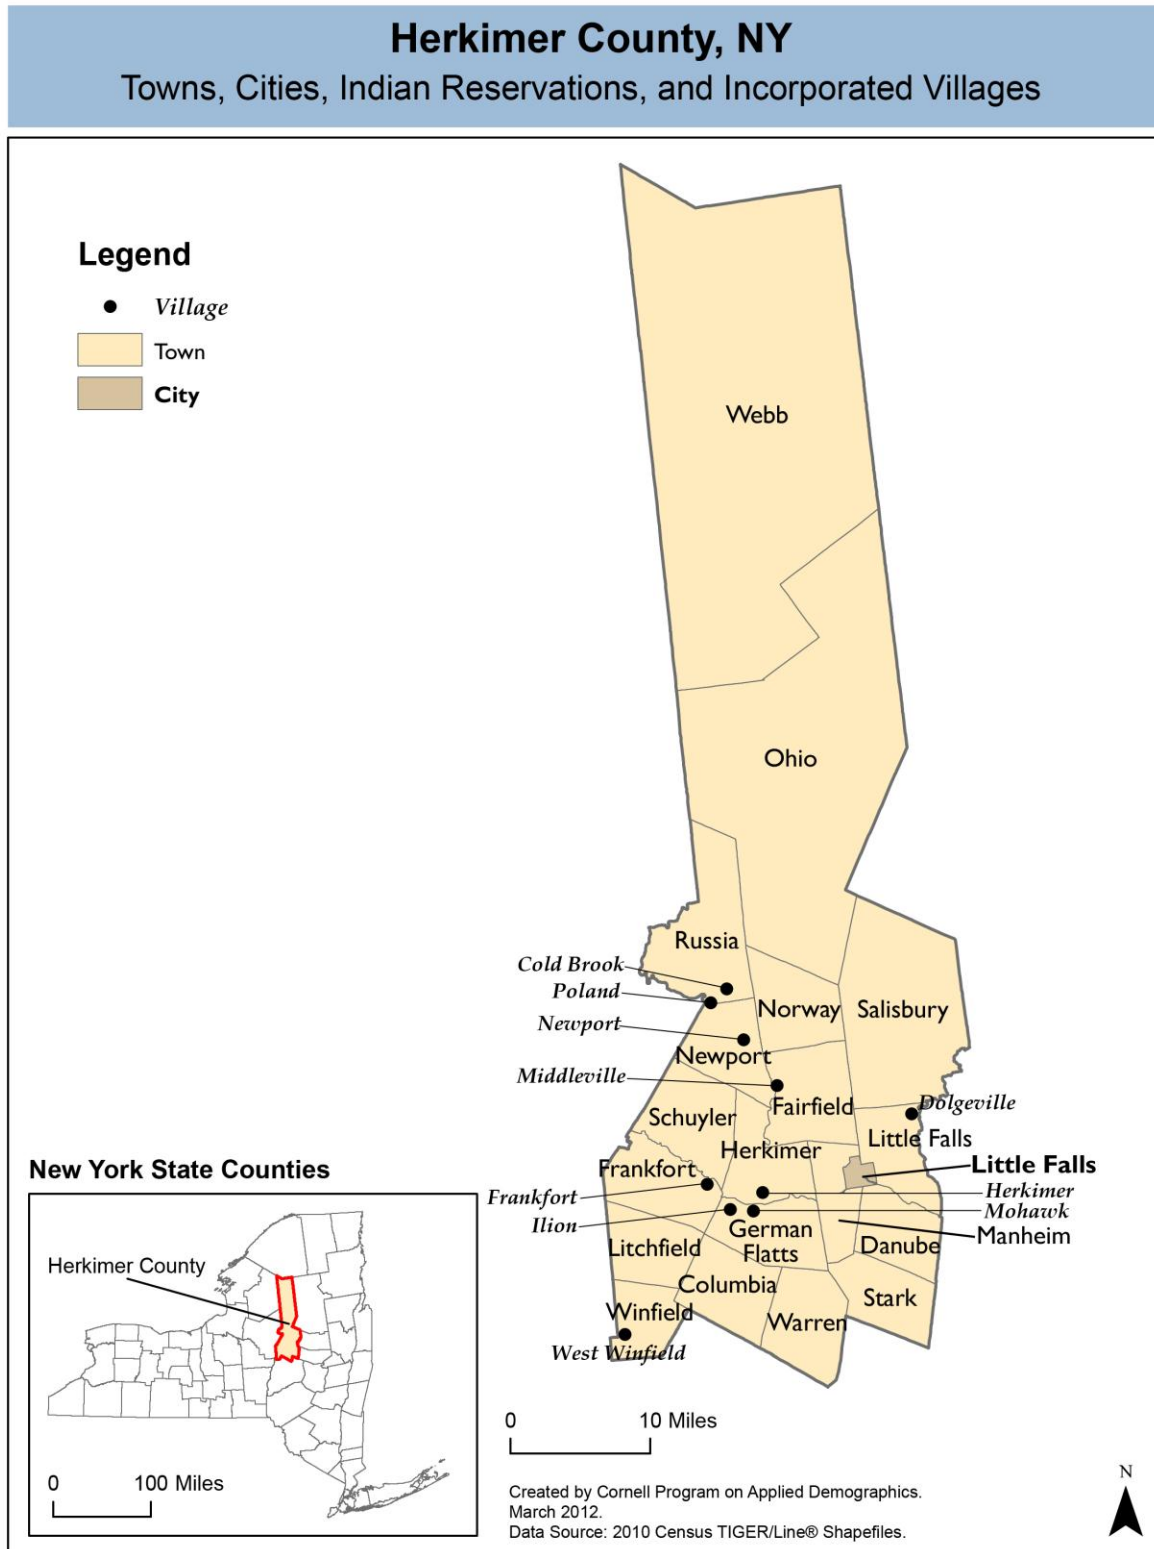 Herkimer County, NY
Towns, Cities, Indian Reservations, and Incorporated Villages
Legend
Village
Town
City
Webb
Ohio
Russia
Cold Brook
Poland
Norway
Salisbury
Newport
Newport
Middleville
Fairfield
Dolgeville
Schuyler
Little Falls
Herkimer
Frankfort
Little Falls
Frankfort
Herkimer
Ilion
Mohawk
German
Flatts
Manheim
Litchfield
Danube
Columbia
Stark
Winfield
Warren
West Winfield
New York State Counties
Herkimer County
0 100 Miles
0 10 Miles
Created by Cornell Program on Applied Demographics.
March 2012.
Data Source: 2010 Census TIGER/Line® Shapefiles.
N